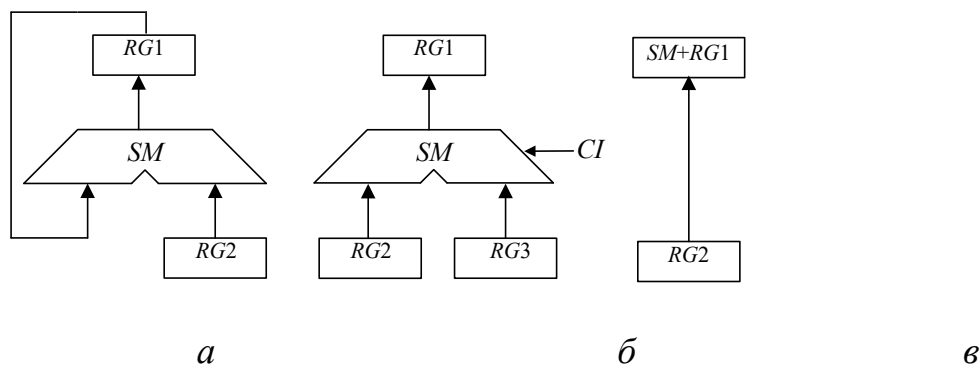 RG1 RG1 SM+RG1
SM SM CI
RG2 RG2 RG3 RG2
а б в